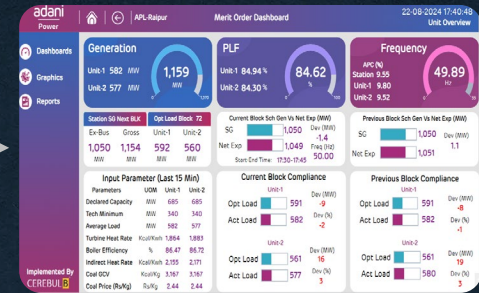 adani
Power
APL-Raipur
Merit Order Dashboard
22-08-2024 17:40:48
Unit Overview
Dashboards
Graphics
Reports
Generation
Unit-1 582 MW
Unit-2 577 MW
1,159
MW
0
1,370
PLF
Unit-1 84.94 %
Unit-2 84.30 %
84.62
%
Frequency
APC (%)
Station 9.55
Unit-1 9.80
Unit-2 9.52
49.89
Hz
Station SG Next BLK
Opt Load Block 72
Ex-Bus Gross Unit-1 Unit-2
1,050 1,154 592 560
MW MW MW MW
Current Block Sch Gen Vs Net Exp (MW)
SG 1,050 Dev (MW)
-1.4
Net Exp 1,049 Freq (Hz)
50.00
Start-End Time: 17:30-17:45
Previous Block Sch Gen Vs Net Exp (MW)
SG 1,050 Dev (MW)
1.1
Net Exp 1,051
Input Parameter (Last 15 Min)
Parameters UOM Unit-1 Unit-2
Declared Capacity MW 685 685
Tech Minimum MW 340 340
Average Load MW 582 577
Turbine Heat Rate Kcal/Kwh 1,864 1,883
Boiler Efficiency % 86.47 86.72
Indirect Heat Rate Kcal/Kwh 2,155 2,171
Coal GCV Kcal/Kg 3,167 3,167
Coal Price (Rs/Kg) Rs/Kg 2.44 2.44
Current Block Compliance
Unit-1
Opt Load 591 Dev (MW)
-9
Act Load 582 Dev (%)
-2
Unit-2
Opt Load 561 Dev (MW)
16
Act Load 577 Dev (%)
3
Previous Block Compliance
Unit-1
Opt Load 591 Dev (MW)
-8
Act Load 582 Dev (%)
-1
Unit-2
Opt Load 561 Dev (MW)
19
Act Load 580 Dev (%)
3
Implemented By
CEREBULB